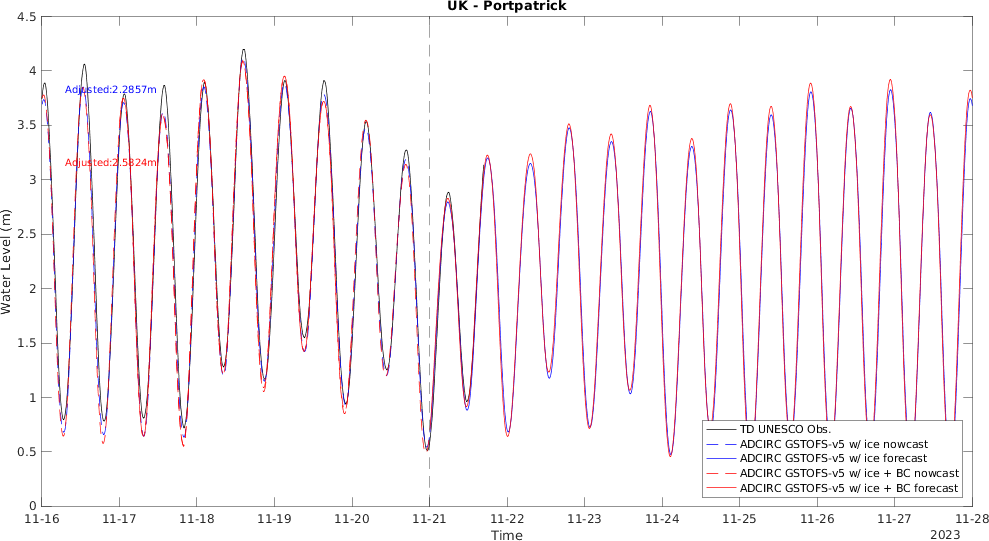 UK - Portpatrick
4.5
4
3.5
3
2.5
2
1.5
1
0.5
0
Water Level (m)
Adjusted:2.2857m
Adjusted:2.5324m
TD UNESCO Obs.
ADCIRC GSTOFS-v5 w/ ice nowcast
ADCIRC GSTOFS-v5 w/ ice forecast
ADCIRC GSTOFS-v5 w/ ice + BC nowcast
ADCIRC GSTOFS-v5 w/ ice + BC forecast
11-16 11-17 11-18 11-19 11-20 11-21 11-22 11-23 11-24 11-25 11-26 11-27 11-28
Time
2023